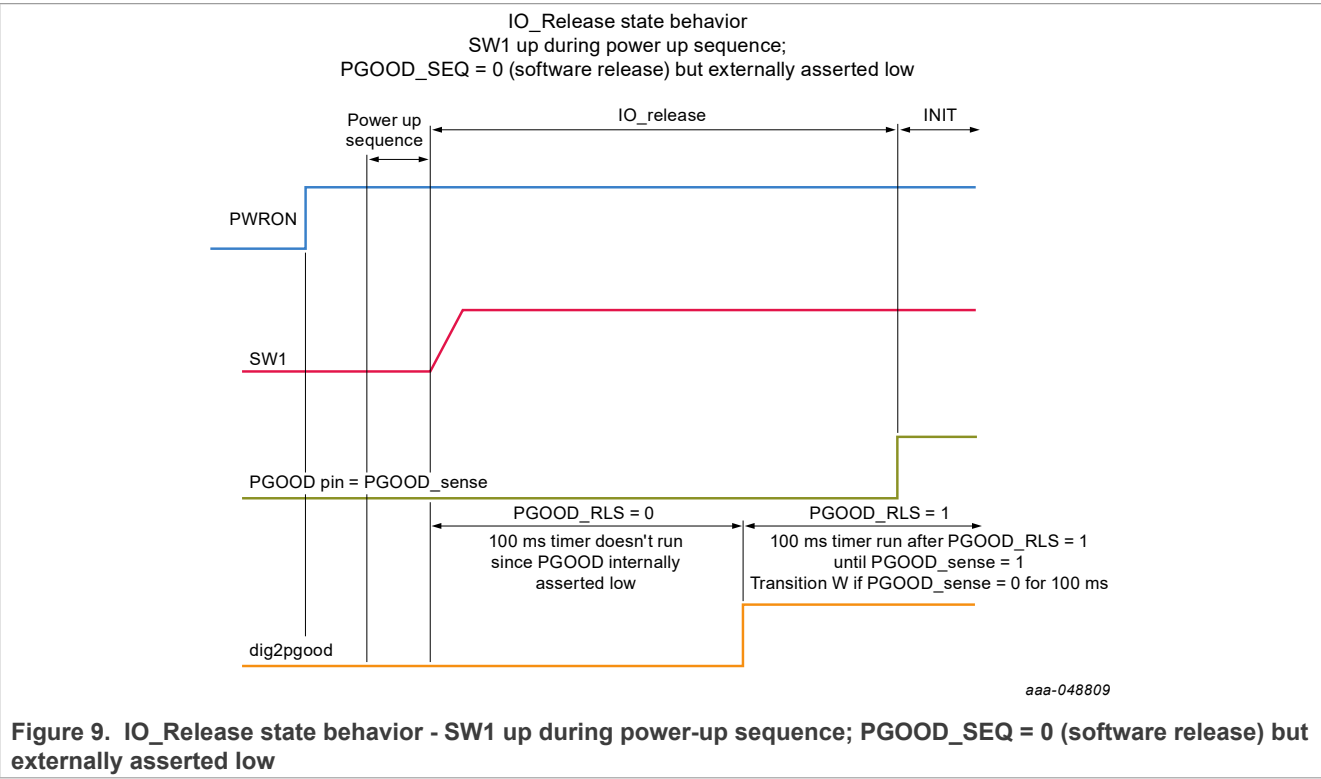 IO_Release state behavior
SW1 up during power up sequence;
PGOOD_SEQ = 0 (software release) but externally asserted low
Power up
sequence
IO_release
INIT
PWRON
SW1
PGOOD pin = PGOOD_sense
PGOOD_RLS = 0
100 ms timer doesn't run
since PGOOD internally
asserted low
PGOOD_RLS = 1
100 ms timer run after PGOOD_RLS = 1
until PGOOD_sense = 1
Transition W if PGOOD_sense = 0 for 100 ms
dig2pgood
aaa-048809
Figure 9. IO_Release state behavior - SW1 up during power-up sequence; PGOOD_SEQ = 0 (software release) but
externally asserted low